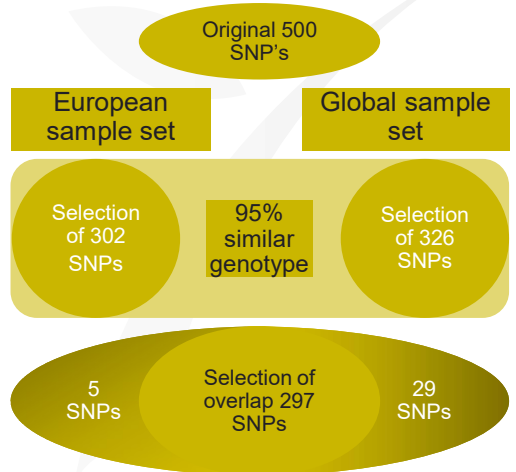 Original 500
SNP's
European
sample set
Global sample
set
Selection
of 302
SNPs
95%
similar
genotype
Selection
of 326
SNPs
5
SNPs
Selection of
overlap 297
SNPs
29
SNPs